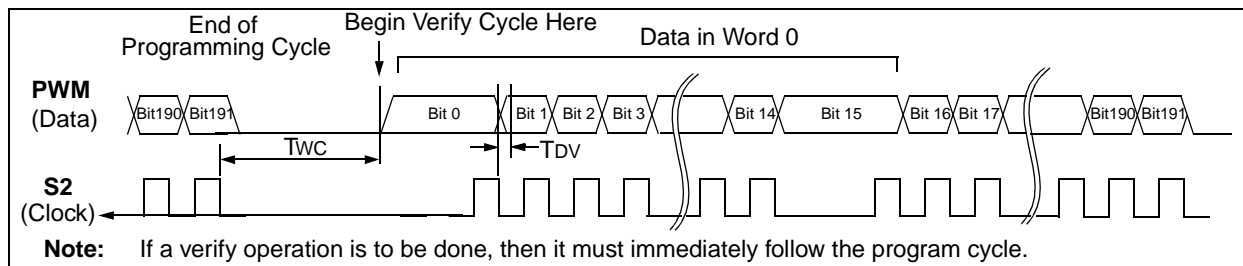 End of
Programming Cycle
Begin Verify Cycle Here
Data in Word 0
PWM
(Data)
Bit190 Bit191 Bit 0 Bit 1 Bit 2 Bit 3 Bit 14 Bit 15 Bit 16 Bit 17 Bit190 Bit191
TWC
TDV
S2
(Clock)
Note: If a verify operation is to be done, then it must immediately follow the program cycle.